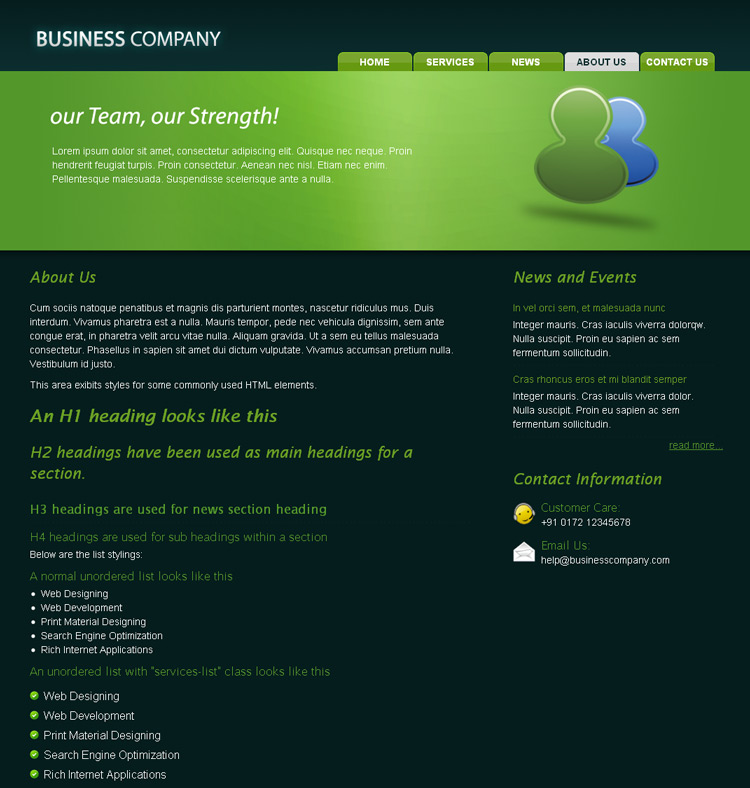 BUSINESS COMPANY
HOME SERVICES NEWS ABOUT US CONTACT US
our Team, our Strength!
Lorem ipsum dolor sit amet, consectetur adipiscing elit. Quisque nec neque. Proin
hendrerit feugiat turpis. Proin consectetur. Aenean nec nisl. Etiam nec enim.
Pellentesque malesuada. Suspendisse scelerisque ante a nulla.
About Us
Cum sociis natoque penatibus et magnis dis parturient montes, nascetur ridiculus mus. Duis
interdum. Vivamus pharetra est a nulla. Mauris tempor, pede nec vehicula dignissim, sem ante
congue erat, in pharetra velit arcu vitae nulla. Aliquam gravida. Ut a sem eu tellus malesuada
consectetur. Phasellus in sapien sit amet dui dictum vulputate. Vivamus accumsan pretium nulla.
Vestibulum id justo.
This area exibits styles for some commonly used HTML elements.
An H1 heading looks like this
H2 headings have been used as main headings for a
section.
H3 headings are used for news section heading
H4 headings are used for sub headings within a section
Below are the list stylings:
A normal unordered list looks like this
Web Designing
Web Development
Print Material Designing
Search Engine Optimization
Rich Internet Applications
An unordered list with "services-list" class looks like this
Web Designing
Web Development
Print Material Designing
Search Engine Optimization
Rich Internet Applications
News and Events
In vel orci sem, et malesuada nunc
Integer mauris. Cras iaculis viverra dolorqw.
Nulla suscipit. Proin eu sapien ac sem
fermentum sollicitudin.
Cras rhoncus eros et mi blandit semper
Integer mauris. Cras iaculis viverra dolor.
Nulla suscipit. Proin eu sapien ac sem
fermentum sollicitudin.
read more...
Contact Information
Customer Care:
+91 0172 12345678
Email Us:
help@businesscompany.com